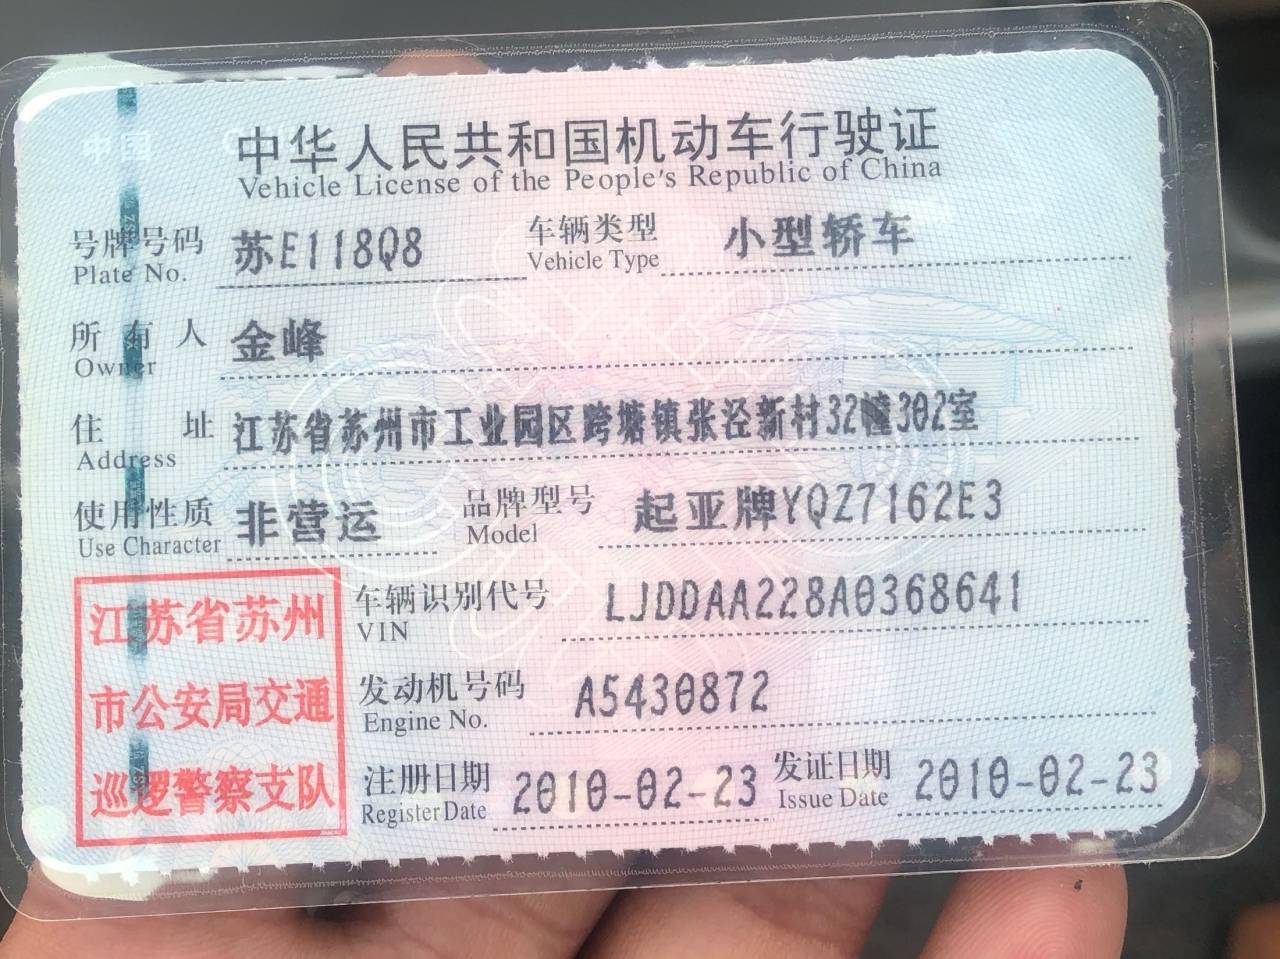 中华人民共和国机动车行驶证
Vehicle License of the People's Republic of China
号牌号码 苏E118Q8 车辆类型 小型轿车
Plate No. Vehicle Type
所有人 金峰
Owner
住址 江苏省苏州市工业园区跨塘镇张泾新村32幢302室
Address
使用性质 非营运 品牌型号 起亚牌YQZ7162E3
Use Character Model
江苏省苏州
市公安局交通
巡逻警察支队
车辆识别代号 LJDDAA228A0368641
VIN
发动机号码 A5430872
Engine No.
注册日期 2010-02-23 发证日期 2010-02-23
Register Date Issue Date